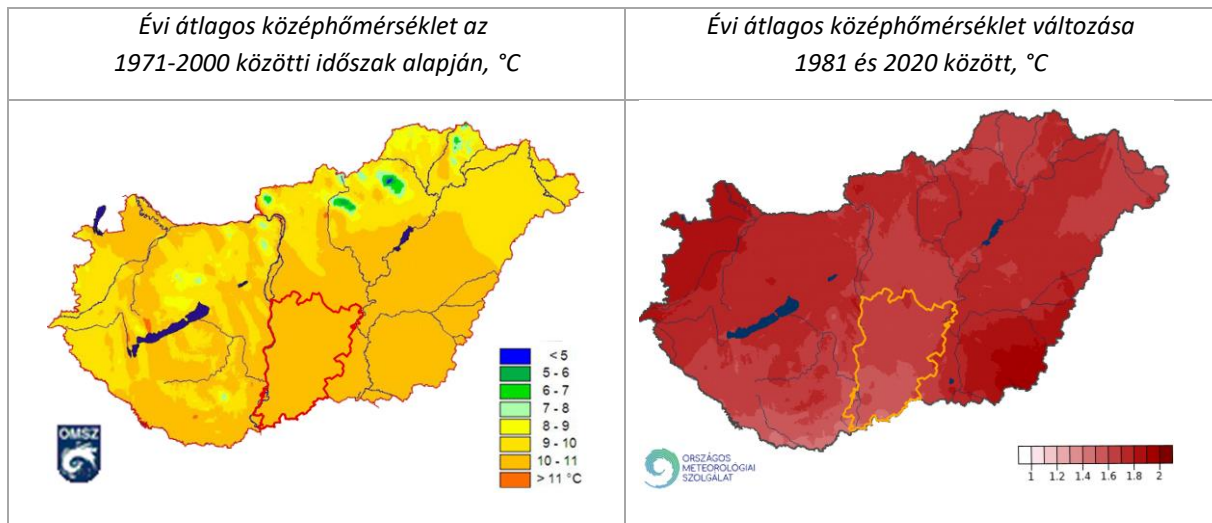 Évi átlagos középhőmérséklet az
1971-2000 közötti időszak alapján, °C
Évi átlagos középhőmérséklet változása
1981 és 2020 között, °C
< 5
5 - 6
6 - 7
7 - 8
8 - 9
9 - 10
10 - 11
> 11 °C
OMSZ
ORSZÁGOS
METEOROLÓGIAI
SZOLGÁLAT
1 1.2 1.4 1.6 1.8 2